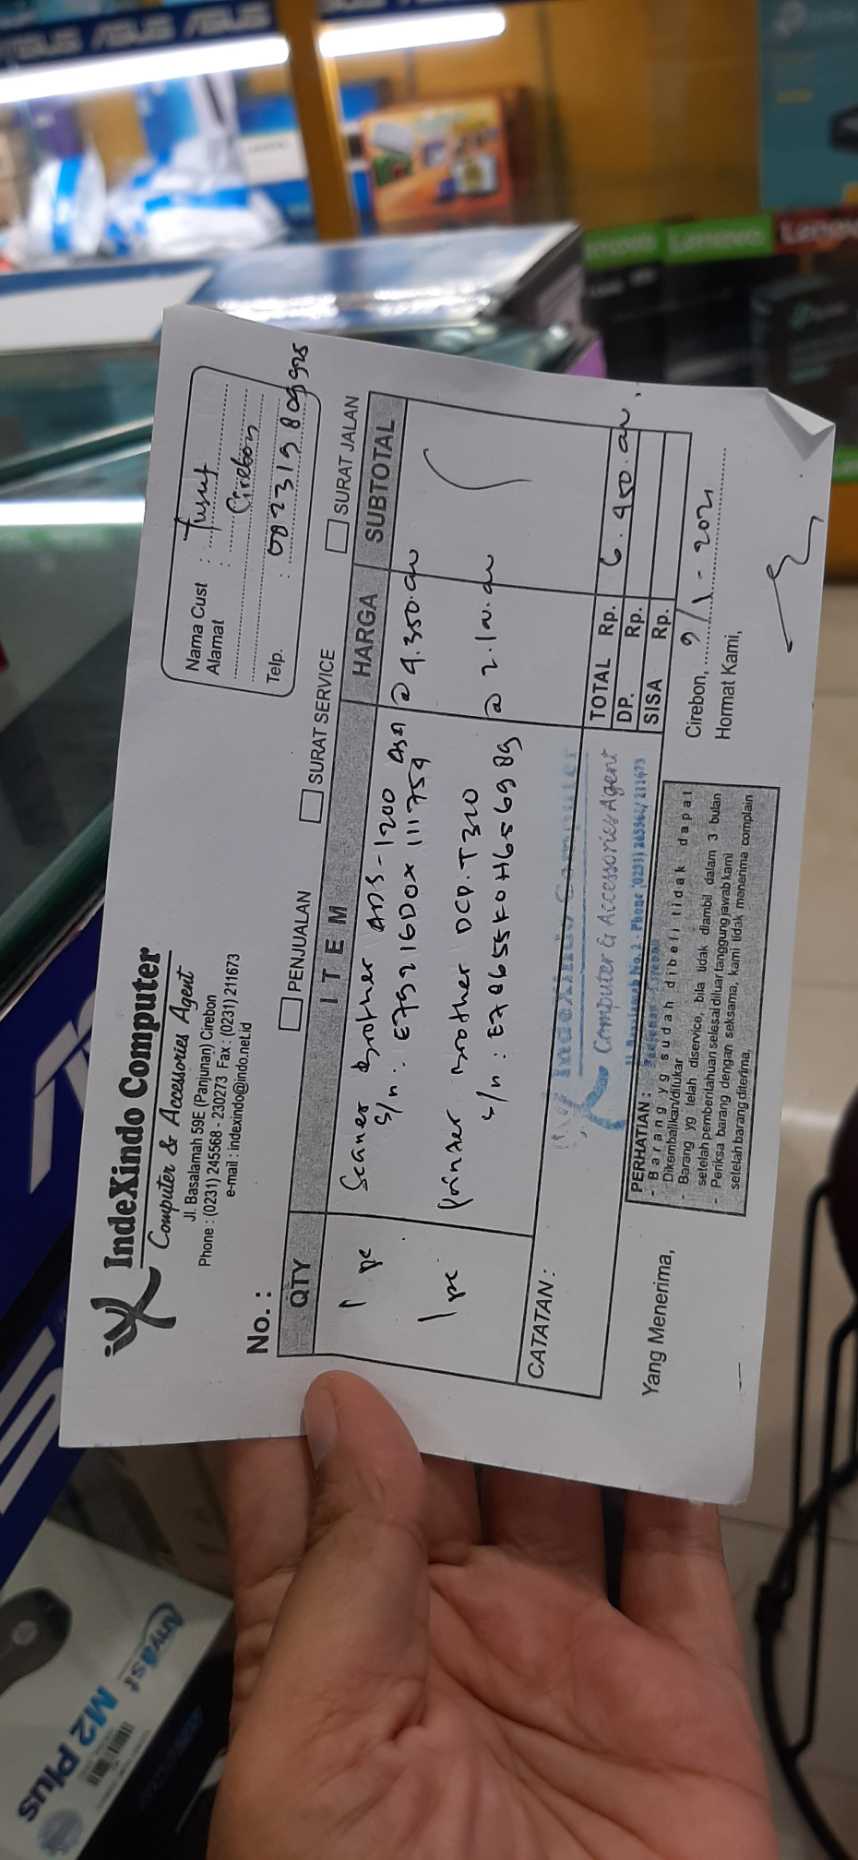 ASUS ASUS ASUS
Lenovo Lenovo Lenovo
IndeXindo Computer
Computer & Accessories Agent
Jl. Basalamah 59E (Panjunan) Cirebon
Phone : (0231) 245568 - 230273 Fax : (0231) 211673
e-mail : indexindo@indo.net.id
Nama Cust : Yusuf
Alamat : Cirebon
Telp. :
No. :
PENJUALAN SURAT SERVICE SURAT JALAN
QTY ITEM HARGA SUBTOTAL
1 pc Scaner Brother ADS-1200 @ 4.350.000
S/n : E79216D0X111754
1 pc Printer Brother DCP.T310 @ 2.100.000
S/n :
CATATAN :
IndeXindo Computer
Computer & Accessories Agent
TOTAL Rp. 6.450.000
DP. Rp.
SISA Rp.
PERHATIAN :
- Barang yg sudah dibeli tidak dapat
Dikembalikan/ditukar
- Barang yg telah diservice, bila tidak diambil dalam 3 bulan
setelah pemberitahuan selesai diluar tanggung jawab kami
- Periksa barang dengan seksama, kami tidak menerima complain
setelah barang diterima,
Cirebon, 9/1 - 2021
Yang Menerima,
Hormat Kami,
Anycast
M2 Plus